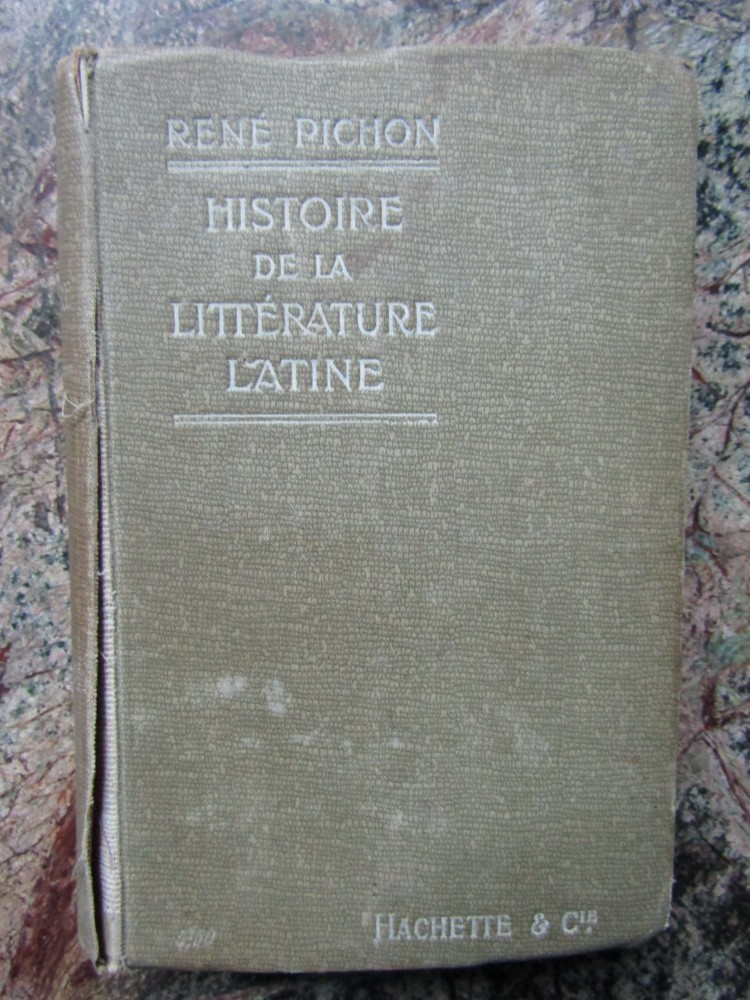 RENÉ PICHON
HISTOIRE
DE LA
LITTÉRATURE
LATINE
HACHETTE & CIE